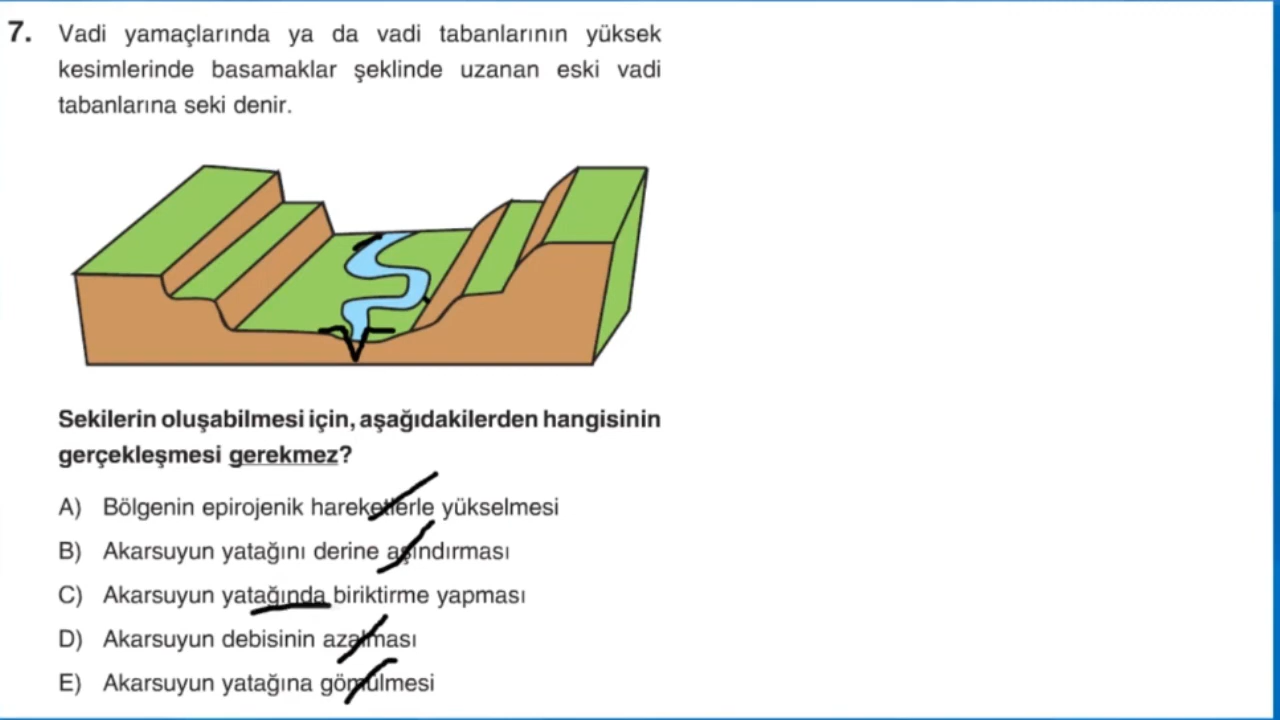 7. Vadi yamaçlarında ya da vadi tabanlarının yüksek
kesimlerinde basamaklar şeklinde uzanan eski vadi
tabanlarına seki denir.
Sekilerin oluşabilmesi için, aşağıdakilerden hangisinin
gerçekleşmesi gerekmez?
A) Bölgenin epirojenik hareketlerle yükselmesi
B) Akarsuyun yatağını derine aşındırması
C) Akarsuyun yatağında biriktirme yapması
D) Akarsuyun debisinin azalması
E) Akarsuyun yatağına gömülmesi